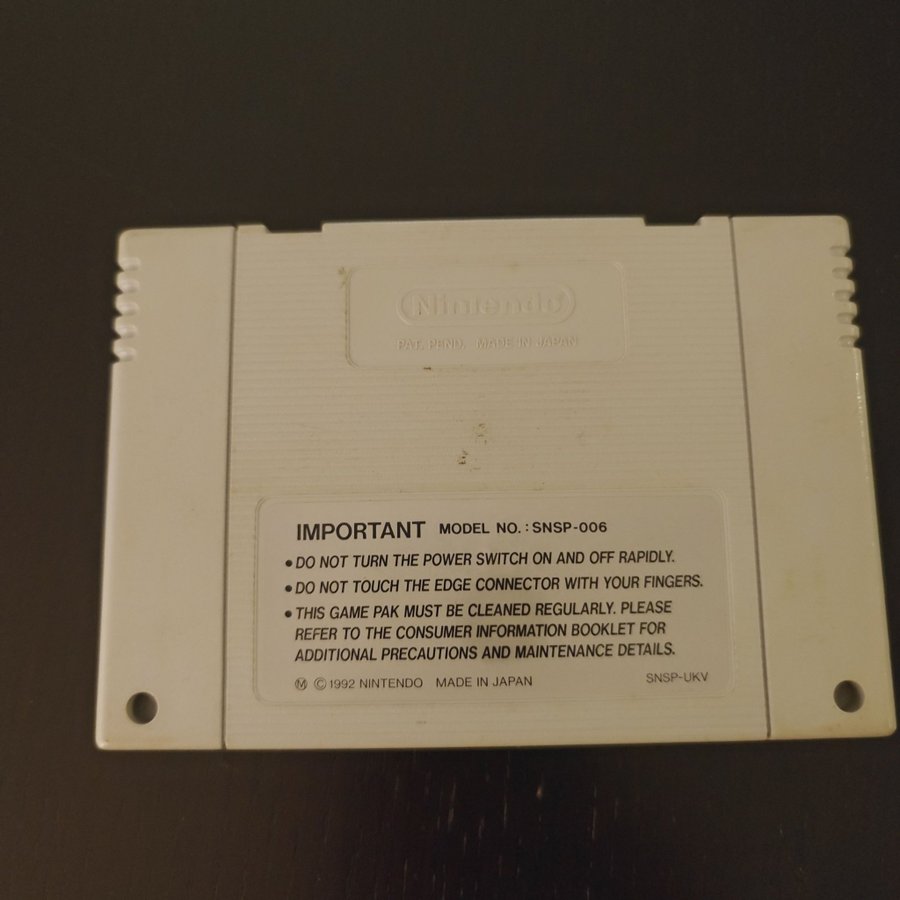 Nintendo
PAT. PEND. MADE IN JAPAN
IMPORTANT MODEL NO.: SNSP-006
• DO NOT TURN THE POWER SWITCH ON AND OFF RAPIDLY.
• DO NOT TOUCH THE EDGE CONNECTOR WITH YOUR FINGERS.
• THIS GAME PAK MUST BE CLEANED REGULARLY. PLEASE
REFER TO THE CONSUMER INFORMATION BOOKLET FOR
ADDITIONAL PRECAUTIONS AND MAINTENANCE DETAILS.
Ⓜ © 1992 NINTENDO MADE IN JAPAN SNSP-UKV